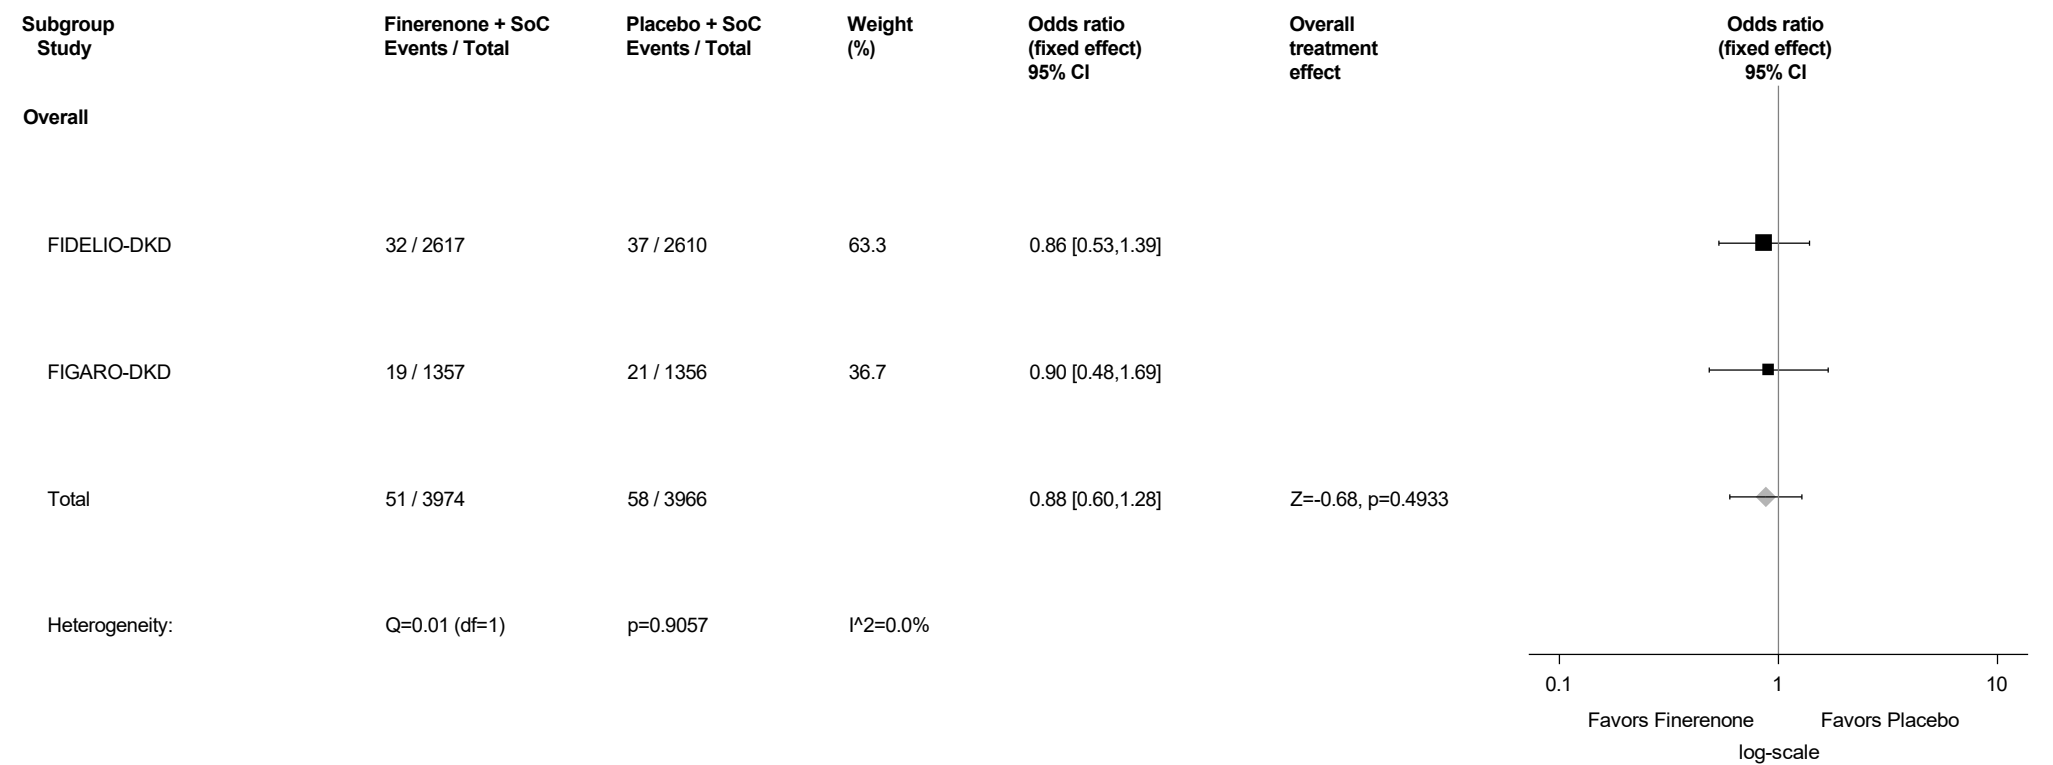 Subgroup Finerenone + SoC Placebo + SoC Weight Odds ratio Overall Odds ratio
Study Events / Total Events / Total (%) (fixed effect) treatment (fixed effect)
95% CI effect 95% CI
Overall
FIDELIO-DKD 32 / 2617 37 / 2610 63.3 0.86 [0.53,1.39]
FIGARO-DKD 19 / 1357 21 / 1356 36.7 0.90 [0.48,1.69]
Total 51 / 3974 58 / 3966 0.88 [0.60,1.28] Z=-0.68, p=0.4933
Heterogeneity: Q=0.01 (df=1) p=0.9057 I^2=0.0%
0.1 1 10
Favors Finerenone Favors Placebo
log-scale